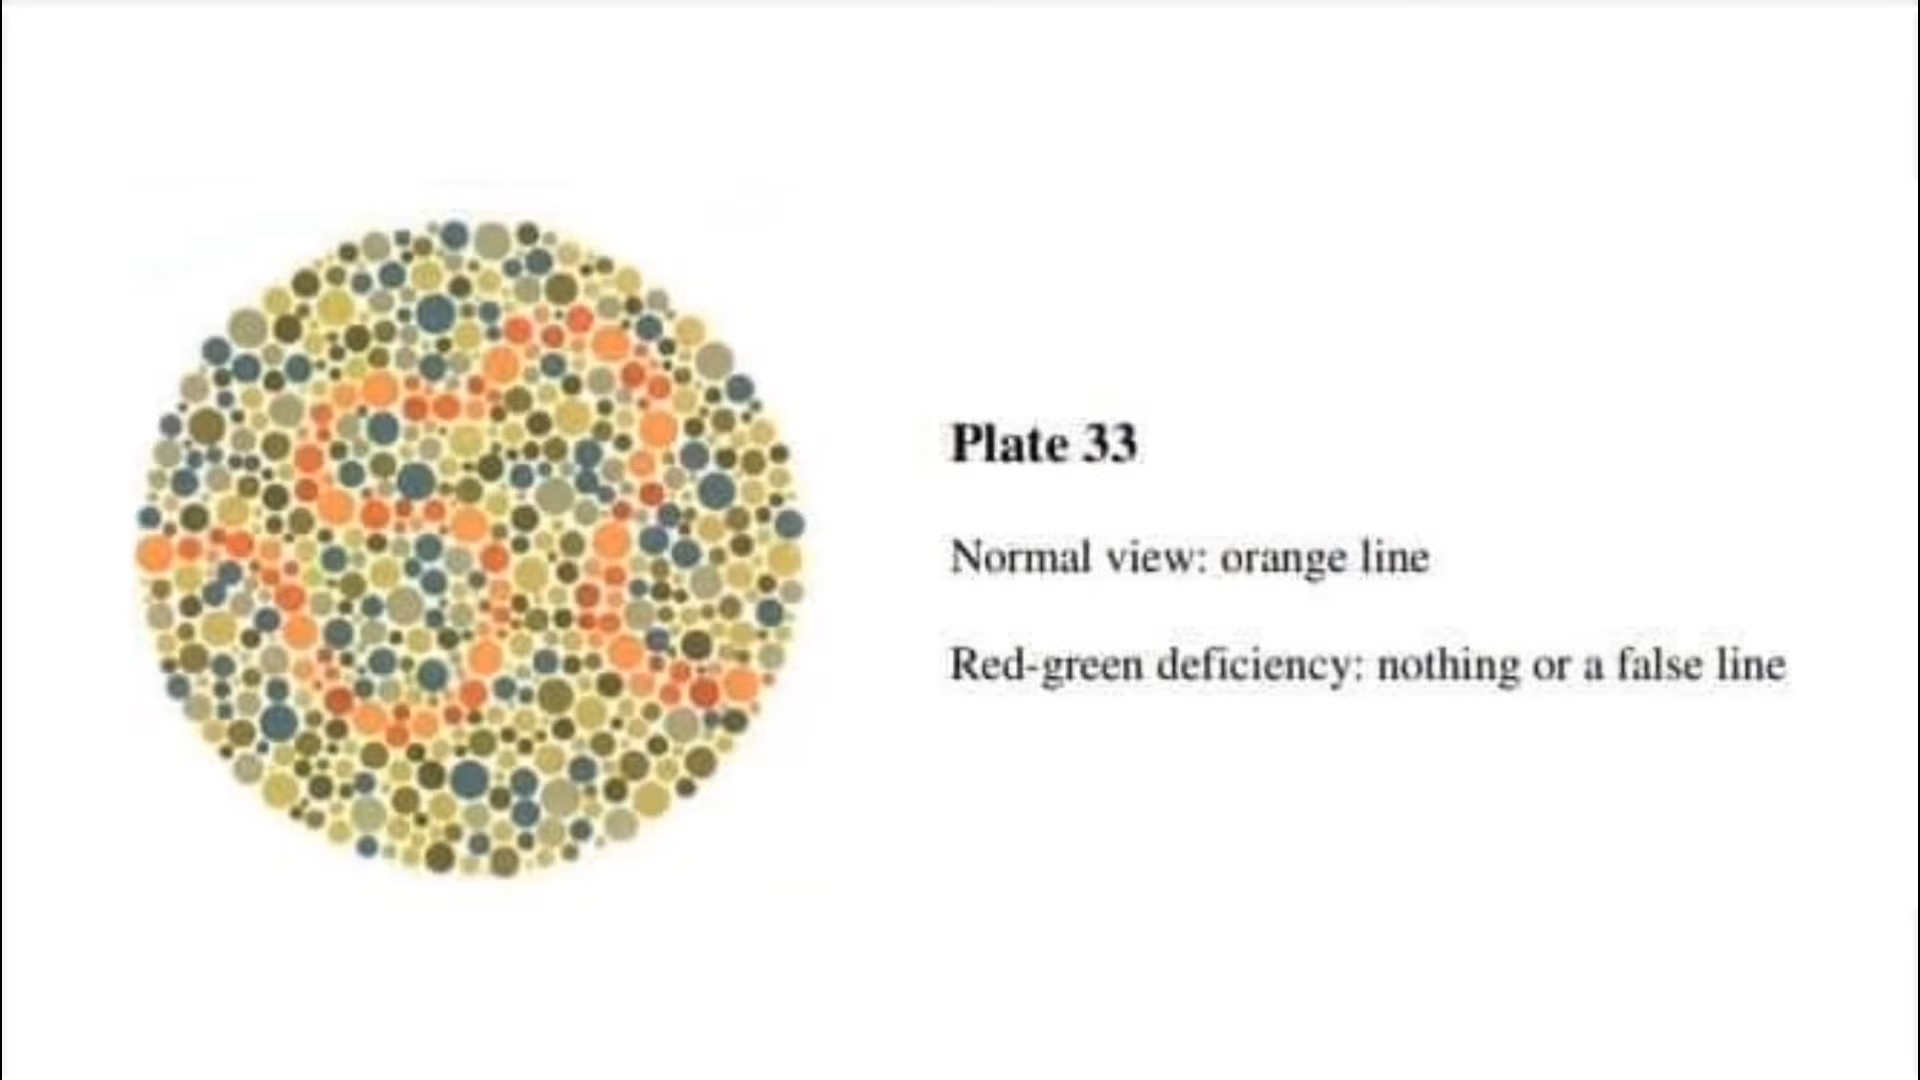 Plate 33
Normal view: orange line
Red-green deficiency: nothing or a false line